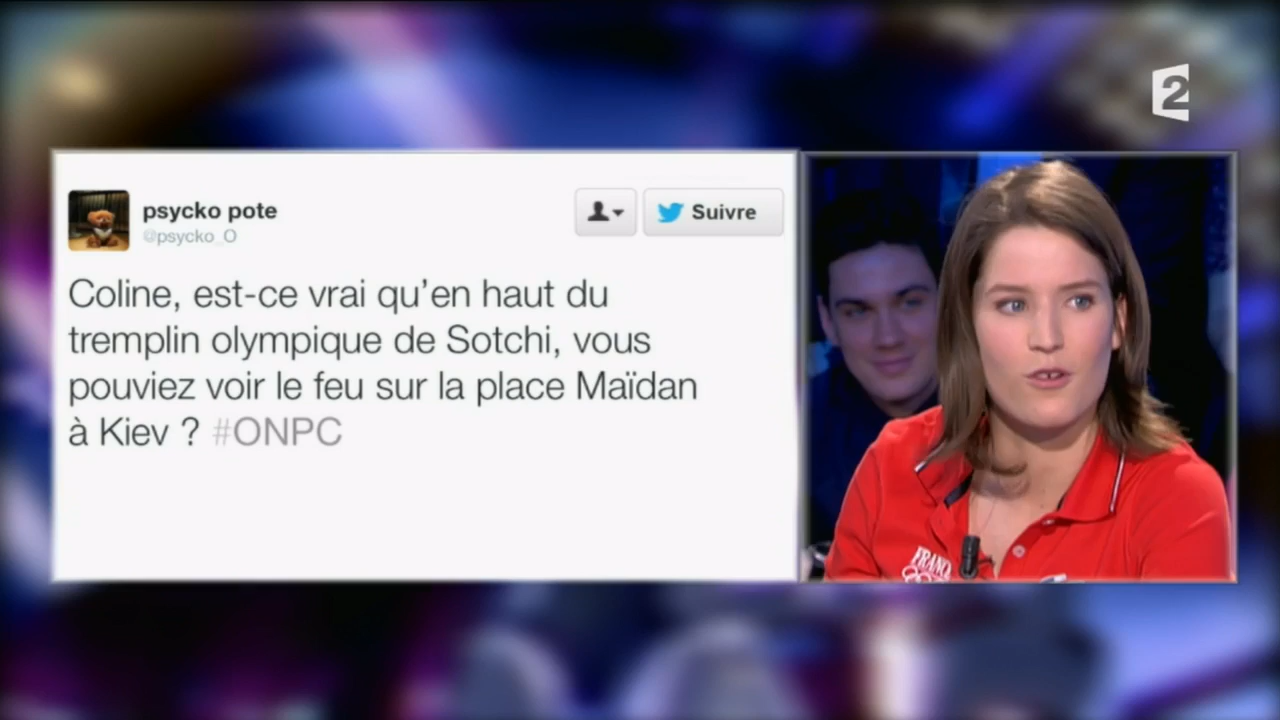 2
psycko pote
@psycko_O
Suivre
Coline, est-ce vrai qu'en haut du
tremplin olympique de Sotchi, vous
pouviez voir le feu sur la place Maïdan
à Kiev ? #ONPC
FRANCE